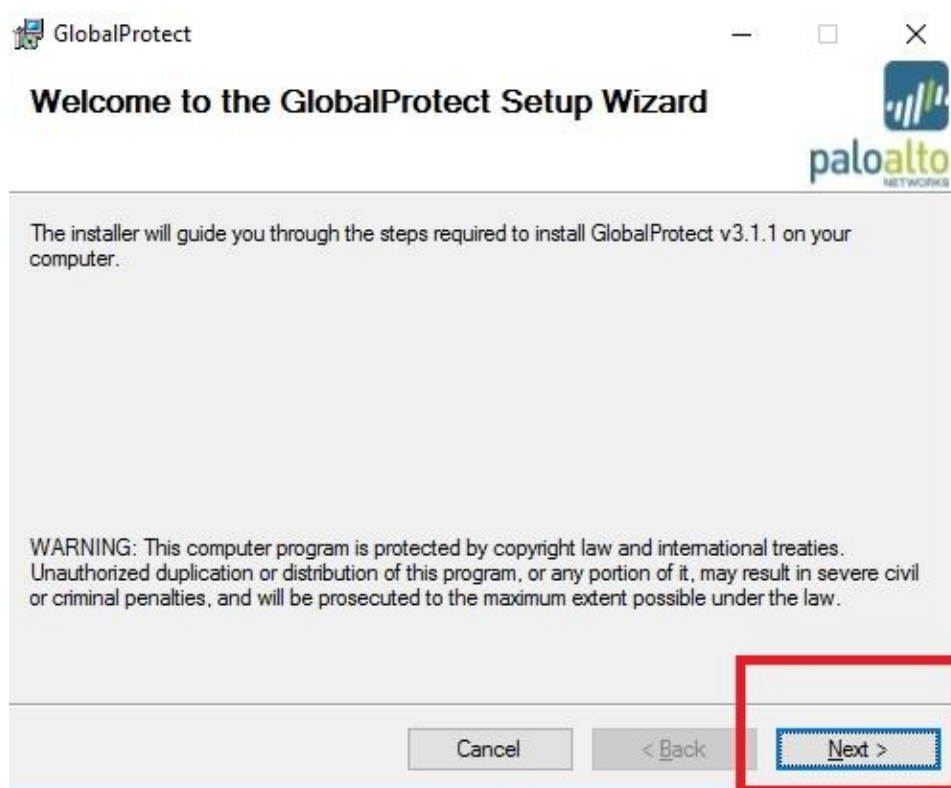 GlobalProtect
Welcome to the GlobalProtect Setup Wizard
paloalto
NETWORKS
The installer will guide you through the steps required to install GlobalProtect v3.1.1 on your
computer.
WARNING: This computer program is protected by copyright law and international treaties.
Unauthorized duplication or distribution of this program, or any portion of it, may result in severe civil
or criminal penalties, and will be prosecuted to the maximum extent possible under the law.
Cancel < Back Next >